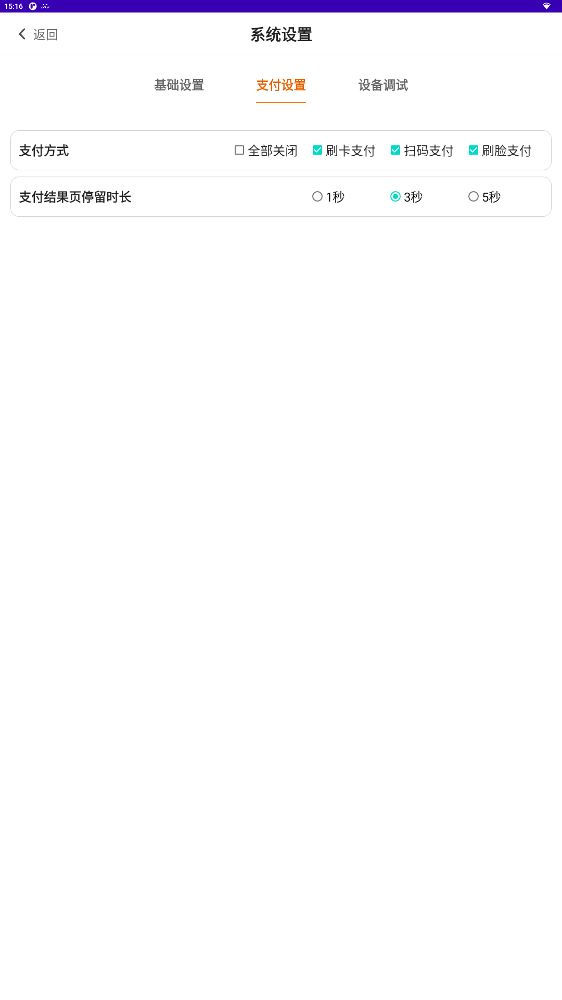 15:16
返回
系统设置
基础设置 支付设置 设备调试
支付方式 全部关闭 刷卡支付 扫码支付 刷脸支付
支付结果页停留时长 1秒 3秒 5秒